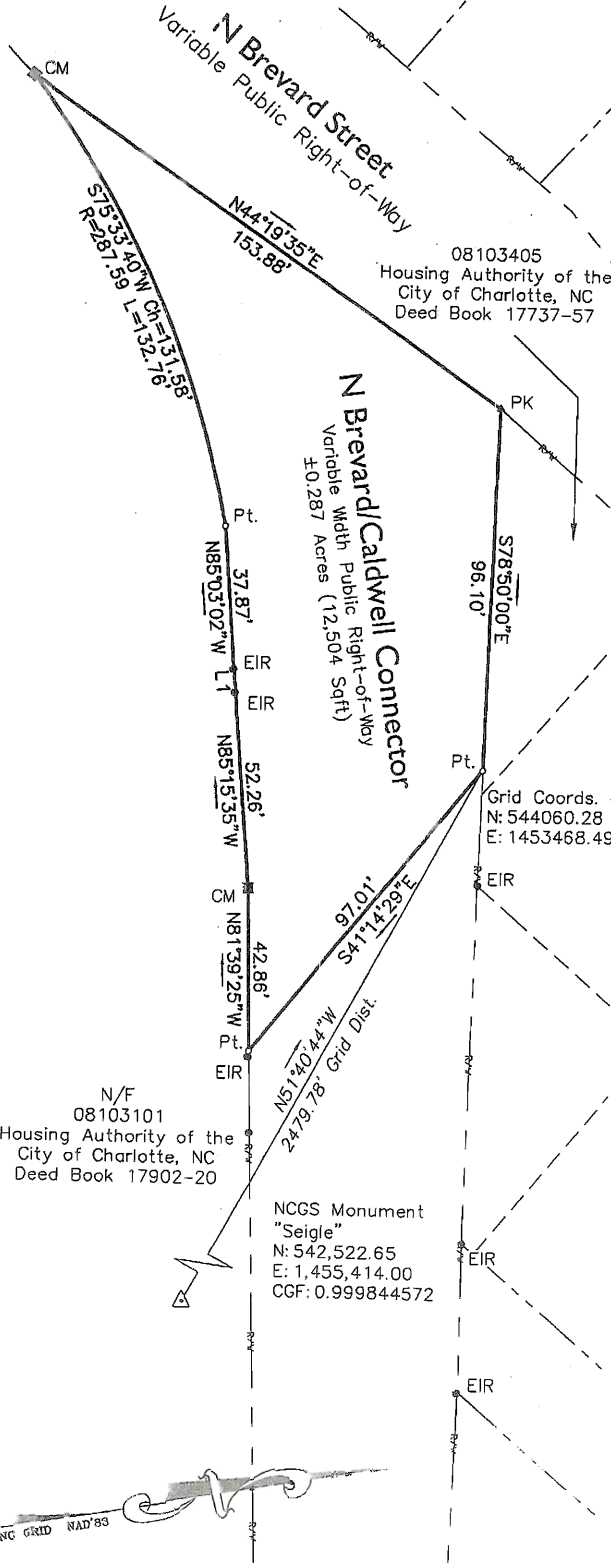 CM
N Brevard Street
Variable Public Right-of-Way
R/W
R/W
S75°33'40"W Ch=131.58'
R=287.59 L=132.76'
N44°19'35"E
153.88'
08103405
Housing Authority of the
City of Charlotte, NC
Deed Book 17737-57
PK
R/W
N Brevard/Caldwell Connector
Variable Width Public Right-of-Way
±0.287 Acres (12,504 Sqft)
Pt.
37.87'
N85°03'02"W L1
EIR
EIR
S78°50'00"E
96.10'
52.26'
N85°15'35"W
Pt.
Grid Coords.
N: 544060.28
E: 1453468.49
R/W
EIR
CM
97.01'
S41°14'29"E
42.86'
N81°39'25"W
Pt.
EIR
N51°40'44"W
2479.78' Grid Dist.
R/W
N/F
08103101
Housing Authority of the
City of Charlotte, NC
Deed Book 17902-20
R/W
NCGS Monument
"Seigle"
N: 542,522.65
E: 1,455,414.00
CGF: 0.999844572
R/W
EIR
R/W
EIR
R/W
N
NC GRID NAD'83
R/W